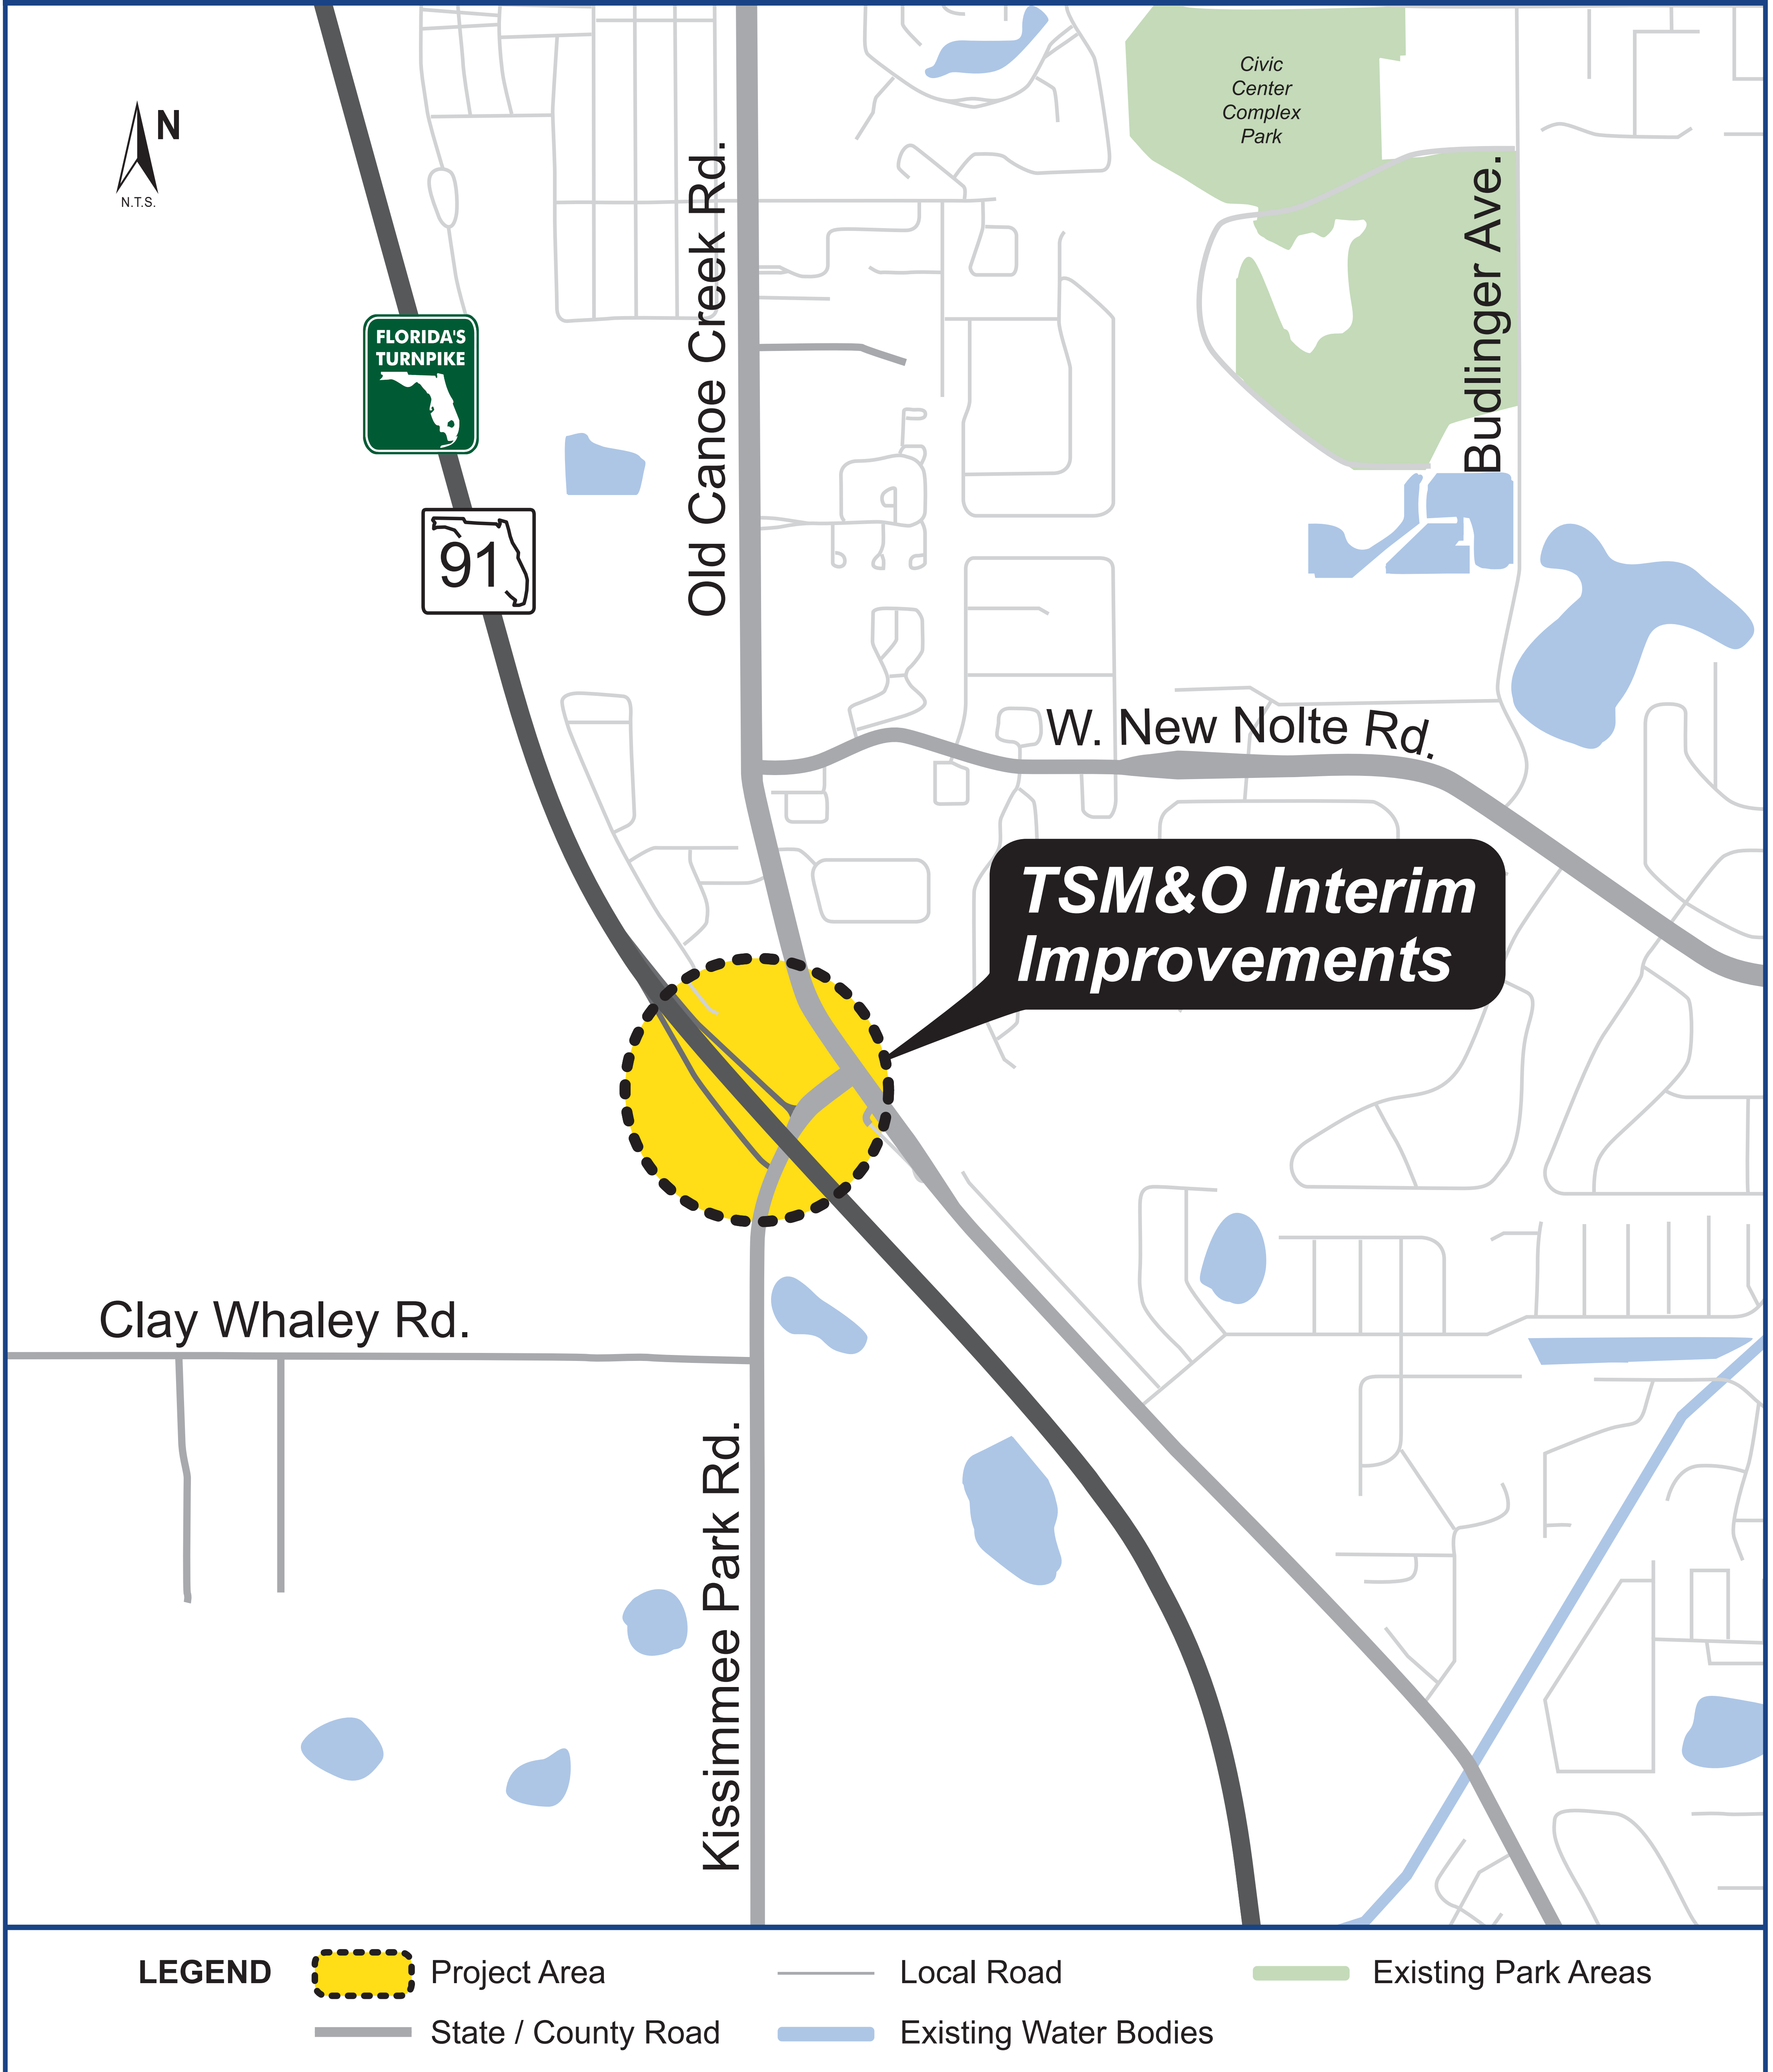 N
N.T.S.
Civic
Center
Complex
Park
Old Canoe Creek Rd.
Budlinger Ave.
FLORIDA'S
TURNPIKE
91
W. New Nolte Rd.
TSM&O Interim
Improvements
Clay Whaley Rd.
Kissimmee Park Rd.
LEGEND
Project Area
Local Road
Existing Park Areas
State / County Road
Existing Water Bodies